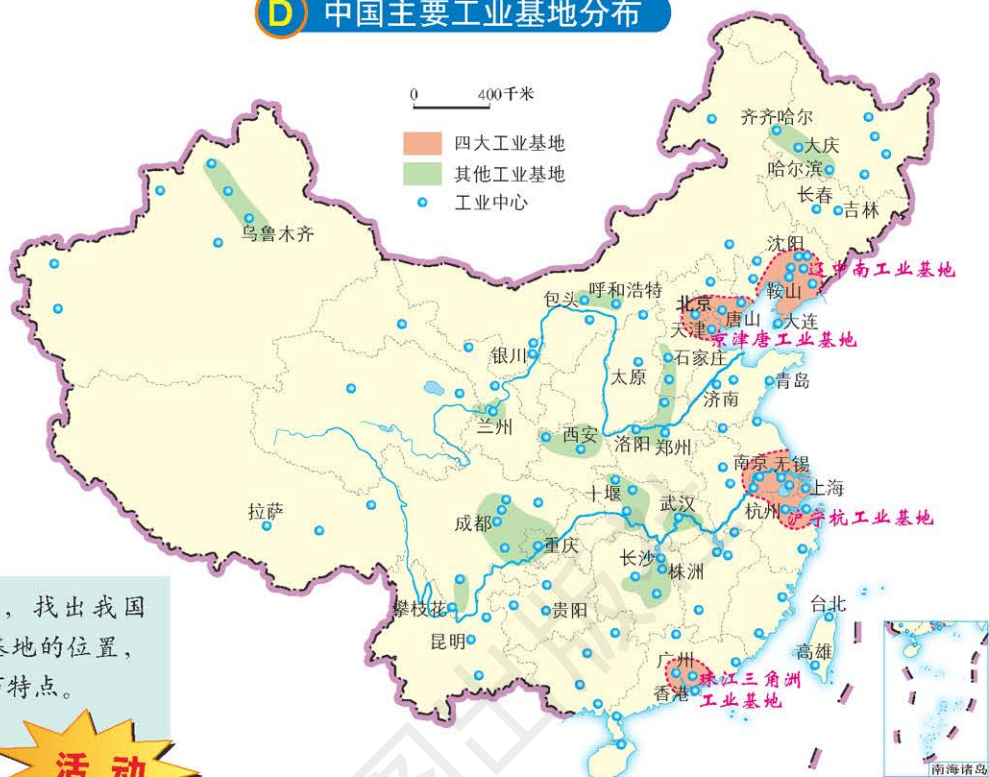 D 中国主要工业基地分布
0 400千米
四大工业基地
其他工业基地
工业中心
齐齐哈尔
大庆
哈尔滨
长春
吉林
乌鲁木齐
沈阳
辽中南工业基地
鞍山
包头
呼和浩特
北京
唐山
大连
天津
京津唐工业基地
银川
石家庄
太原
济南
青岛
兰州
西安
洛阳
郑州
南京
无锡
十堰
武汉
上海
杭州
沪宁杭工业基地
拉萨
成都
重庆
长沙
株洲
，找出我国
基地的位置，
特点。
攀枝花
贵阳
昆明
台北
高雄
广州
香港
珠江三角洲
工业基地
南海诸岛
活动